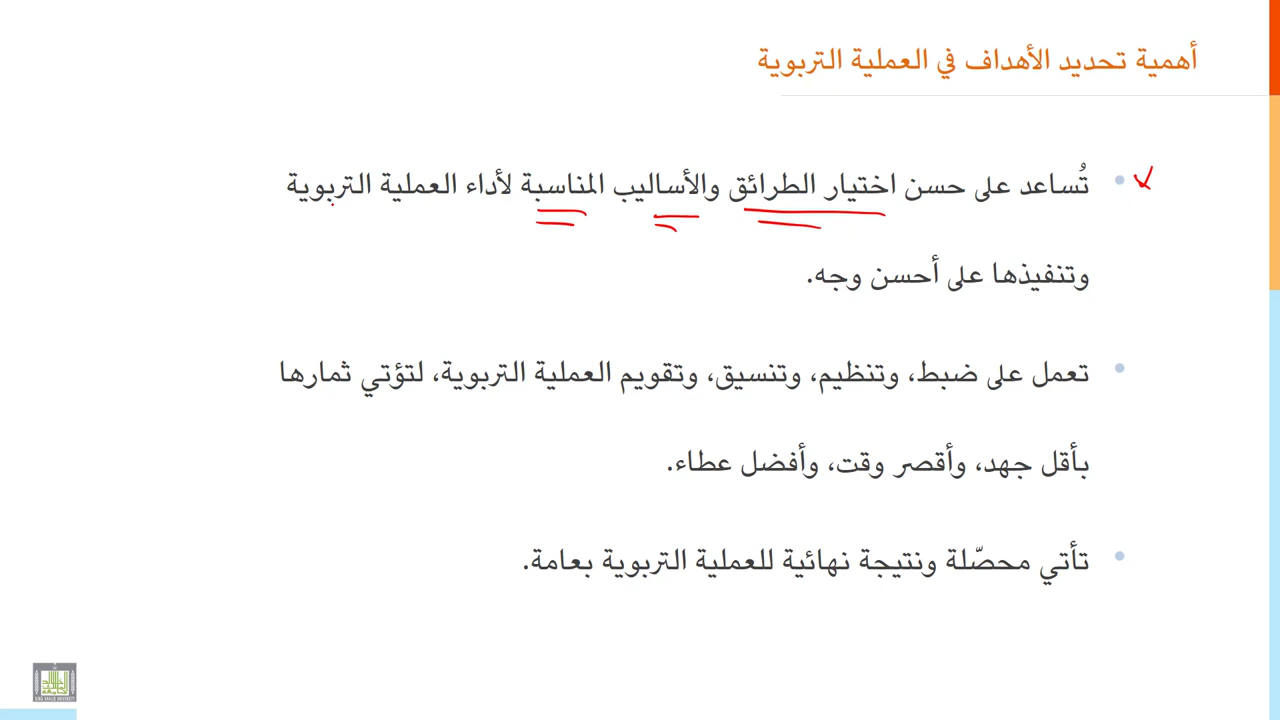 أهمية تحديد الأهداف في العملية التربوية
تُساعد على حسن اختيار الطرائق والأساليب المناسبة لأداء العملية التربوية
وتنفيذها على أحسن وجه.
تعمل على ضبط، وتنظيم، وتنسيق، وتقويم العملية التربوية، لتؤتي ثمارها
بأقل جهد، وأقصر وقت، وأفضل عطاء.
تأتي محصّلة ونتيجة نهائية للعملية التربوية بعامة.